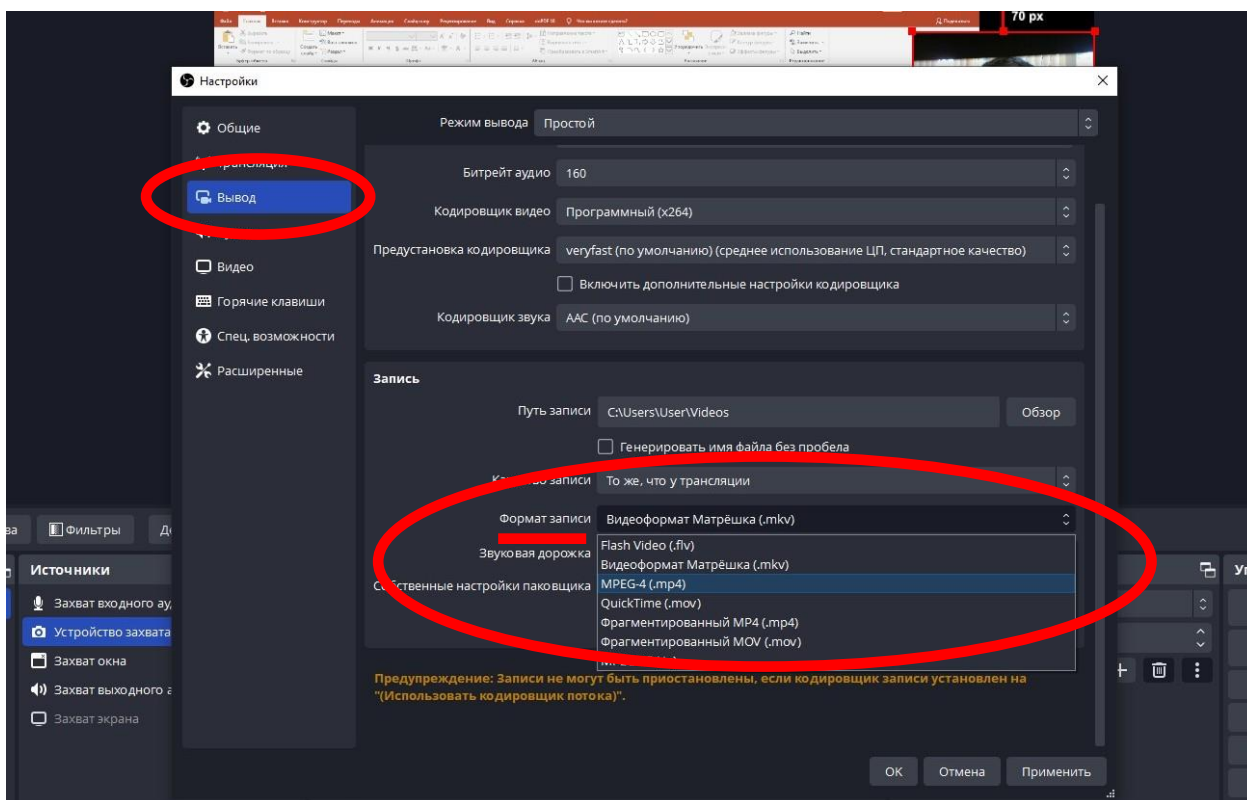 70 px
Настройки
Общие
Вывод
Видео
Горячие клавиши
Спец. возможности
Расширенные
Режим вывода Простой
Битрейт аудио 160
Кодировщик видео Программный (x264)
Предустановка кодировщика veryfast (по умолчанию) (среднее использование ЦП, стандартное качество)
Включить дополнительные настройки кодировщика
Кодировщик звука AAC (по умолчанию)
Запись
Путь записи C:\Users\User\Videos Обзор
Генерировать имя файла без пробела
записи То же, что у трансляции
Формат записи Видеоформат Матрёшка (.mkv)
Звуковая дорожка
Собственные настройки паковщика
Flash Video (.flv)
Видеоформат Матрёшка (.mkv)
MPEG-4 (.mp4)
QuickTime (.mov)
Фрагментированный MP4 (.mp4)
Фрагментированный MOV (.mov)
Предупреждение: Записи не могут быть приостановлены, если кодировщик записи установлен на
"(Использовать кодировщик потока)".
OK Отмена Применить
Фильтры
Источники
Захват входного
Устройство захвата
Захват окна
Захват выходного
Захват экрана